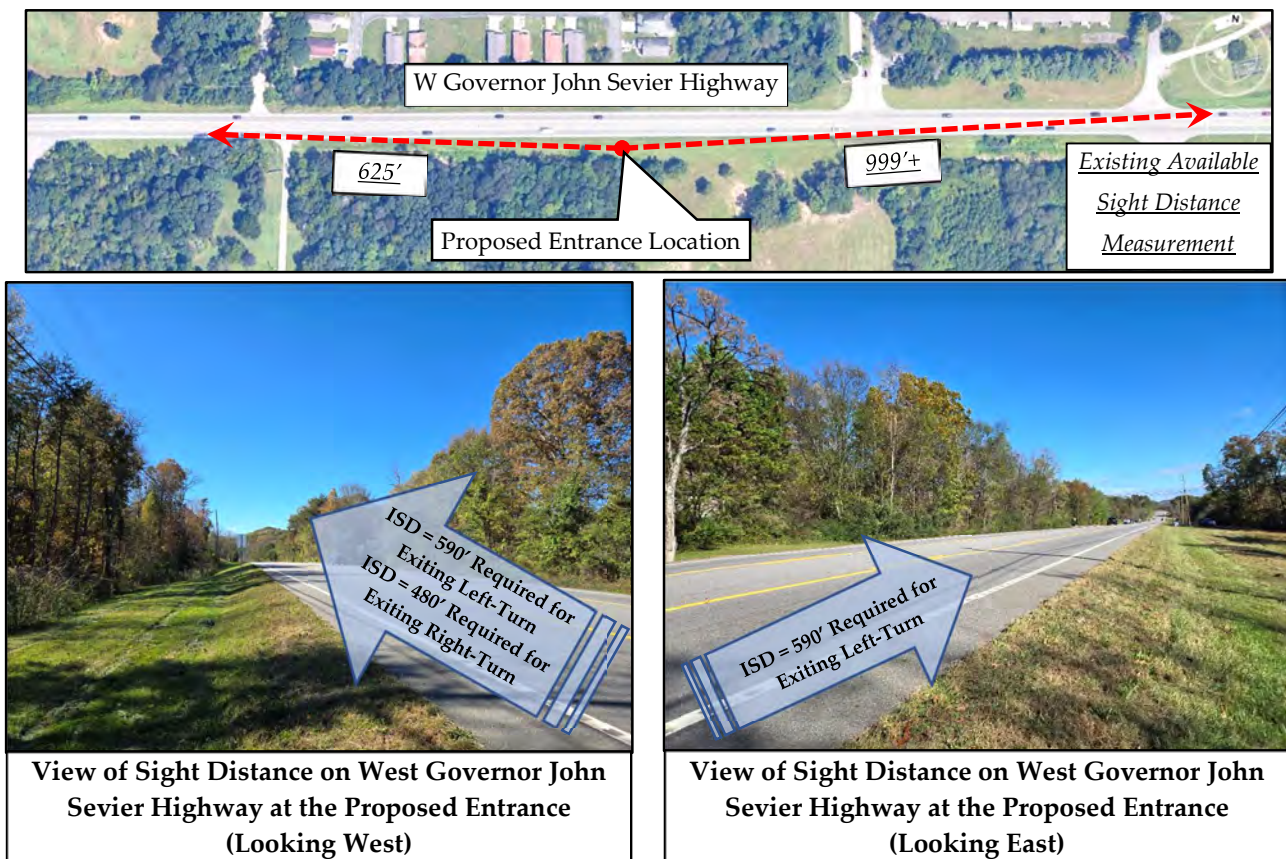 W Governor John Sevier Highway
N
625'
999'+
Existing Available
Sight Distance
Measurement
Proposed Entrance Location
ISD = 590' Required for
Exiting Left-Turn
ISD = 480' Required for
Exiting Right-Turn
ISD = 590' Required for
Exiting Left-Turn
View of Sight Distance on West Governor John
Sevier Highway at the Proposed Entrance
(Looking West)
View of Sight Distance on West Governor John
Sevier Highway at the Proposed Entrance
(Looking East)